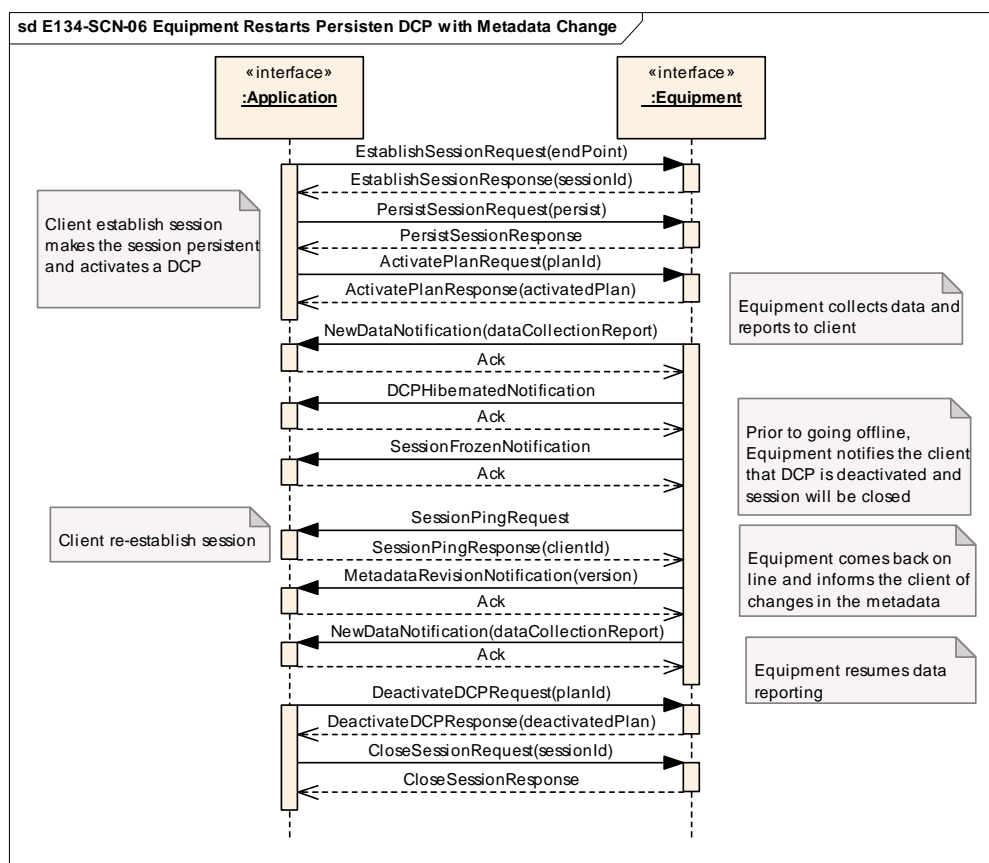 sd E134-SCN-06 Equipment Restarts Persisten DCP with Metadata Change
«interface»
:Application
«interface»
:Equipment
EstablishSessionRequest(endPoint)
EstablishSessionResponse(sessionId)
Client establish session
makes the session persistent
and activates a DCP
PersistSessionRequest(persist)
PersistSessionResponse
ActivatePlanRequest(planId)
ActivatePlanResponse(activatedPlan)
Equipment collects data and
reports to client
NewDataNotification(dataCollectionReport)
Ack
DCPHibernatedNotification
Ack
Prior to going offline,
Equipment notifies the client
that DCP is deactivated and
session will be closed
SessionFrozenNotification
Ack
SessionPingRequest
Client re-establish session
SessionPingResponse(clientId)
Equipment comes back on
line and informs the client of
changes in the metadata
MetadataRevisionNotification(version)
Ack
NewDataNotification(dataCollectionReport)
Ack
Equipment resumes data
reporting
DeactivateDCPRequest(planId)
DeactivateDCPResponse(deactivatedPlan)
CloseSessionRequest(sessionId)
CloseSessionResponse